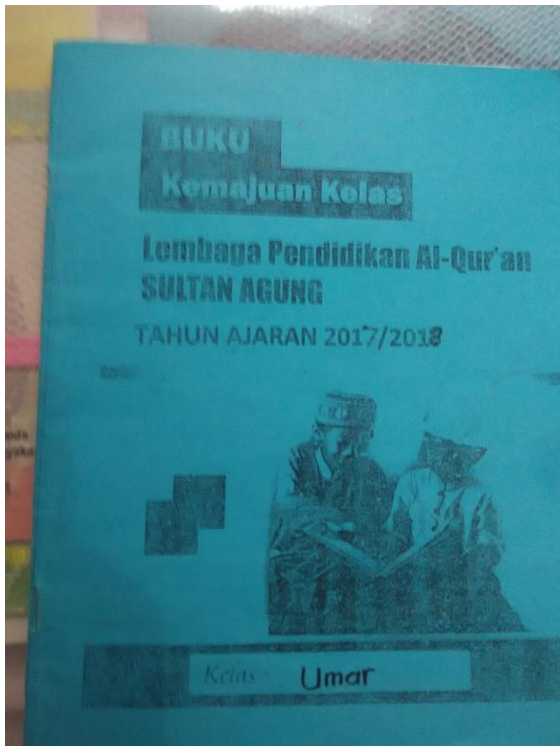 BUKU
Kemajuan Kelas
Lembaga Pendidikan Al-Qur'an
SULTAN AGUNG
TAHUN AJARAN 2017/2018
Kelas : Umar